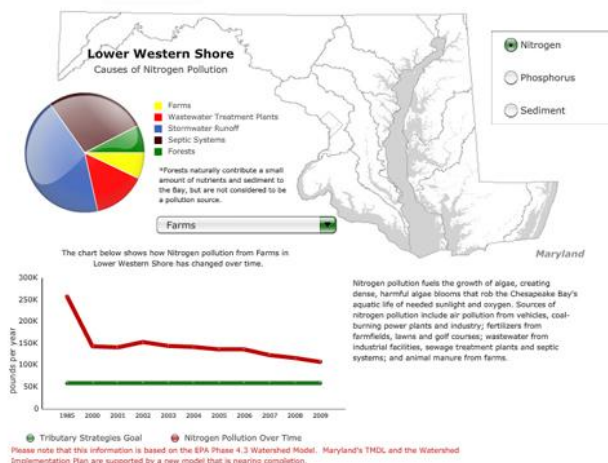 Lower Western Shore
Causes of Nitrogen Pollution
Farms
Wastewater Treatment Plants
Stormwater Runoff
Septic Systems
Forests
*Forests naturally contribute a small
amount of nutrients and sediment to
the Bay, but are not considered to be
a pollution source.
Farms
Nitrogen
Phosphorus
Sediment
Maryland
The chart below shows how Nitrogen pollution from Farms in
Lower Western Shore has changed over time.
300K
250K
200K
150K
100K
50K
0
pounds per year
1985 2000 2001 2002 2003 2004 2005 2006 2007 2008 2009
Tributary Strategies Goal
Nitrogen Pollution Over Time
Nitrogen pollution fuels the growth of algae, creating
dense, harmful algae blooms that rob the Chesapeake Bay's
aquatic life of needed sunlight and oxygen. Sources of
nitrogen pollution include air pollution from vehicles, coal-
burning power plants and industry; fertilizers from
farmfields, lawns and golf courses; wastewater from
industrial facilities, sewage treatment plants and septic
systems; and animal manure from farms.
Please note that this information is based on the EPA Phase 4.3 Watershed Model. Maryland's TMDL and the Watershed
Implementation Plan are supported by a new model that is nearing completion.